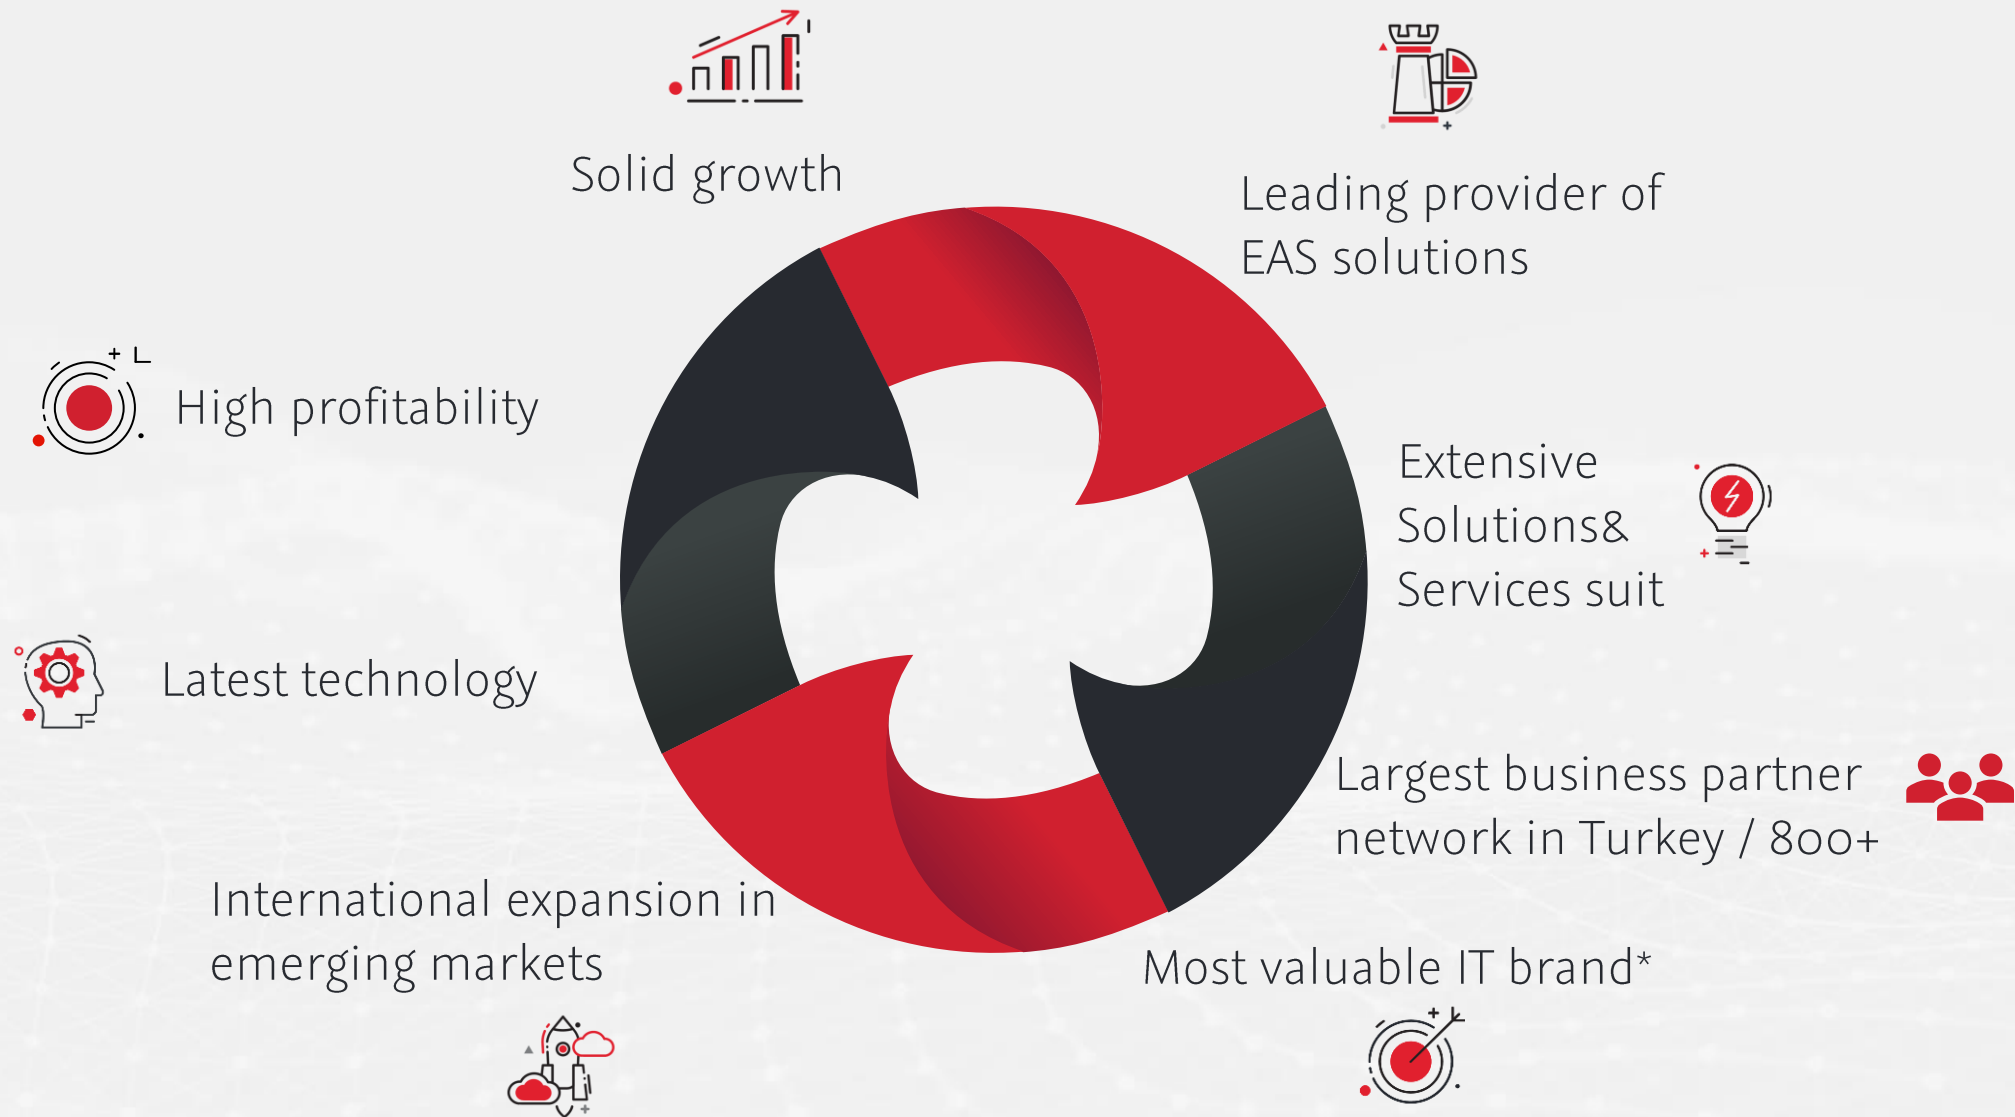 Solid growth
Leading provider of
EAS solutions
High profitability
Extensive
Solutions&
Services suit
Latest technology
Largest business partner
network in Turkey / 800+
International expansion in
emerging markets
Most valuable IT brand*